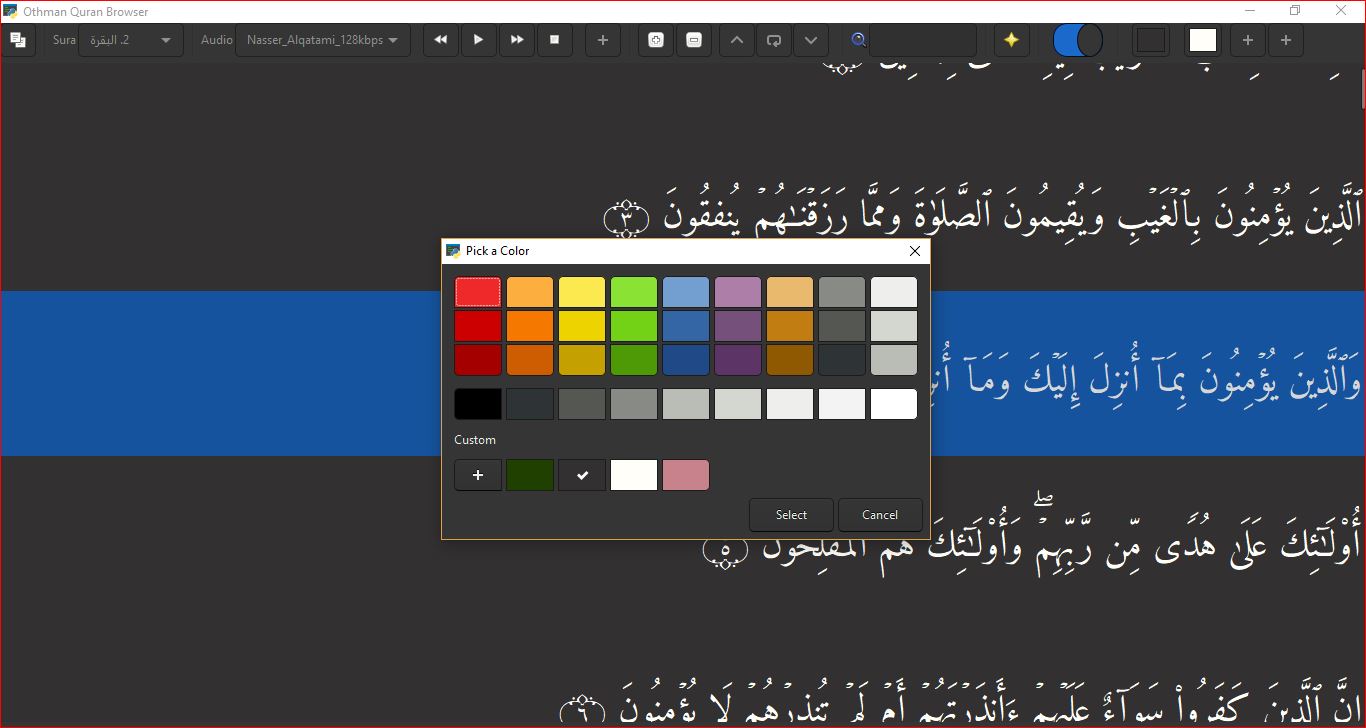 Othman Quran Browser
Sura 2. البقرة Audio Nasser_Alqatami_128kbps
ٱلَّذِينَ يُؤۡمِنُونَ بِٱلۡغَيۡبِ وَيُقِيمُونَ ٱلصَّلَوٰةَ وَمِمَّا رَزَقۡنَـٰهُمۡ يُنفِقُونَ ٣
Pick a Color
وَٱلَّذِينَ يُؤۡمِنُونَ بِمَآ أُنزِلَ إِلَيۡكَ وَمَآ
Custom
Select Cancel
أُوْلَـٰٓئِكَ عَلَىٰ هُدٗى مِّن رَّبِّهِمۡۖ وَأُوْلَـٰٓئِكَ هُمُ ٱلۡمُفۡلِحُونَ ٥
إِنَّ ٱلَّذِينَ كَفَرُواْ سَوَآءٌ عَلَيۡهِمۡ ءَأَنذَرۡتَهُمۡ أَمۡ لَمۡ تُنذِرۡهُمۡ لَا يُؤۡمِنُونَ ٦